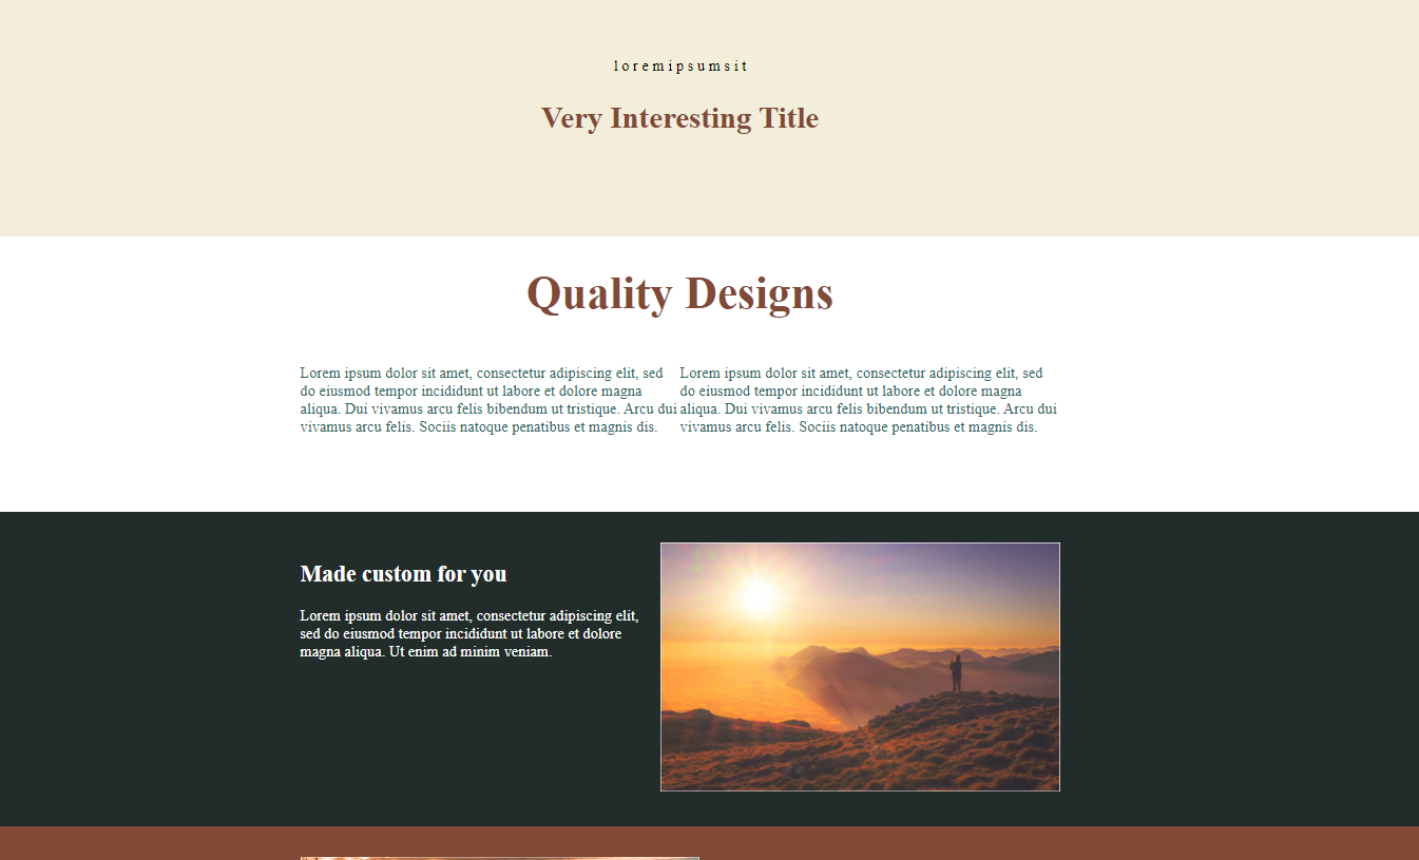 loremipsumsit
Very Interesting Title
Quality Designs
Lorem ipsum dolor sit amet, consectetur adipiscing elit, sed
do eiusmod tempor incididunt ut labore et dolore magna
aliqua. Dui vivamus arcu felis bibendum ut tristique. Arcu dui
vivamus arcu felis. Sociis natoque penatibus et magnis dis.
Lorem ipsum dolor sit amet, consectetur adipiscing elit, sed
do eiusmod tempor incididunt ut labore et dolore magna
aliqua. Dui vivamus arcu felis bibendum ut tristique. Arcu dui
vivamus arcu felis. Sociis natoque penatibus et magnis dis.
Made custom for you
Lorem ipsum dolor sit amet, consectetur adipiscing elit,
sed do eiusmod tempor incididunt ut labore et dolore
magna aliqua. Ut enim ad minim veniam.